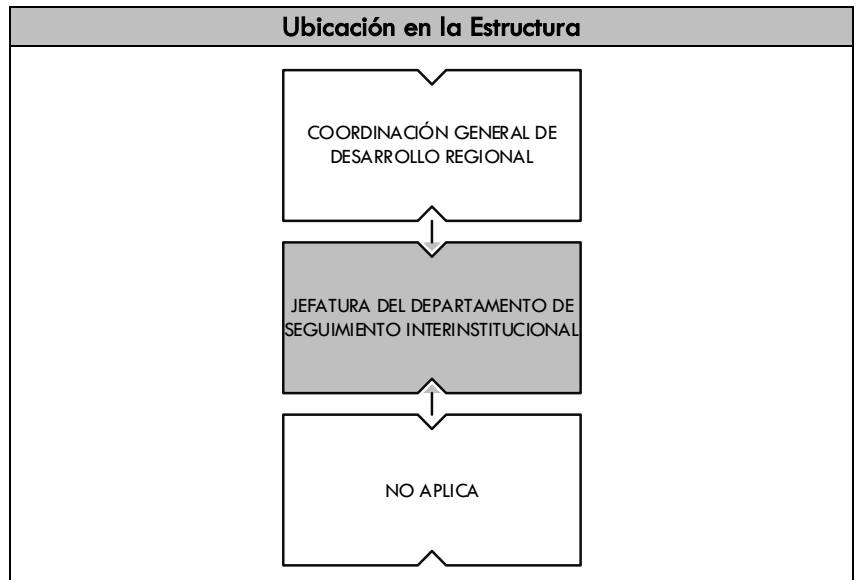 Ubicación en la Estructura
COORDINACIÓN GENERAL DE
DESARROLLO REGIONAL
JEFATURA DEL DEPARTAMENTO DE
SEGUIMIENTO INTERINSTITUCIONAL
NO APLICA